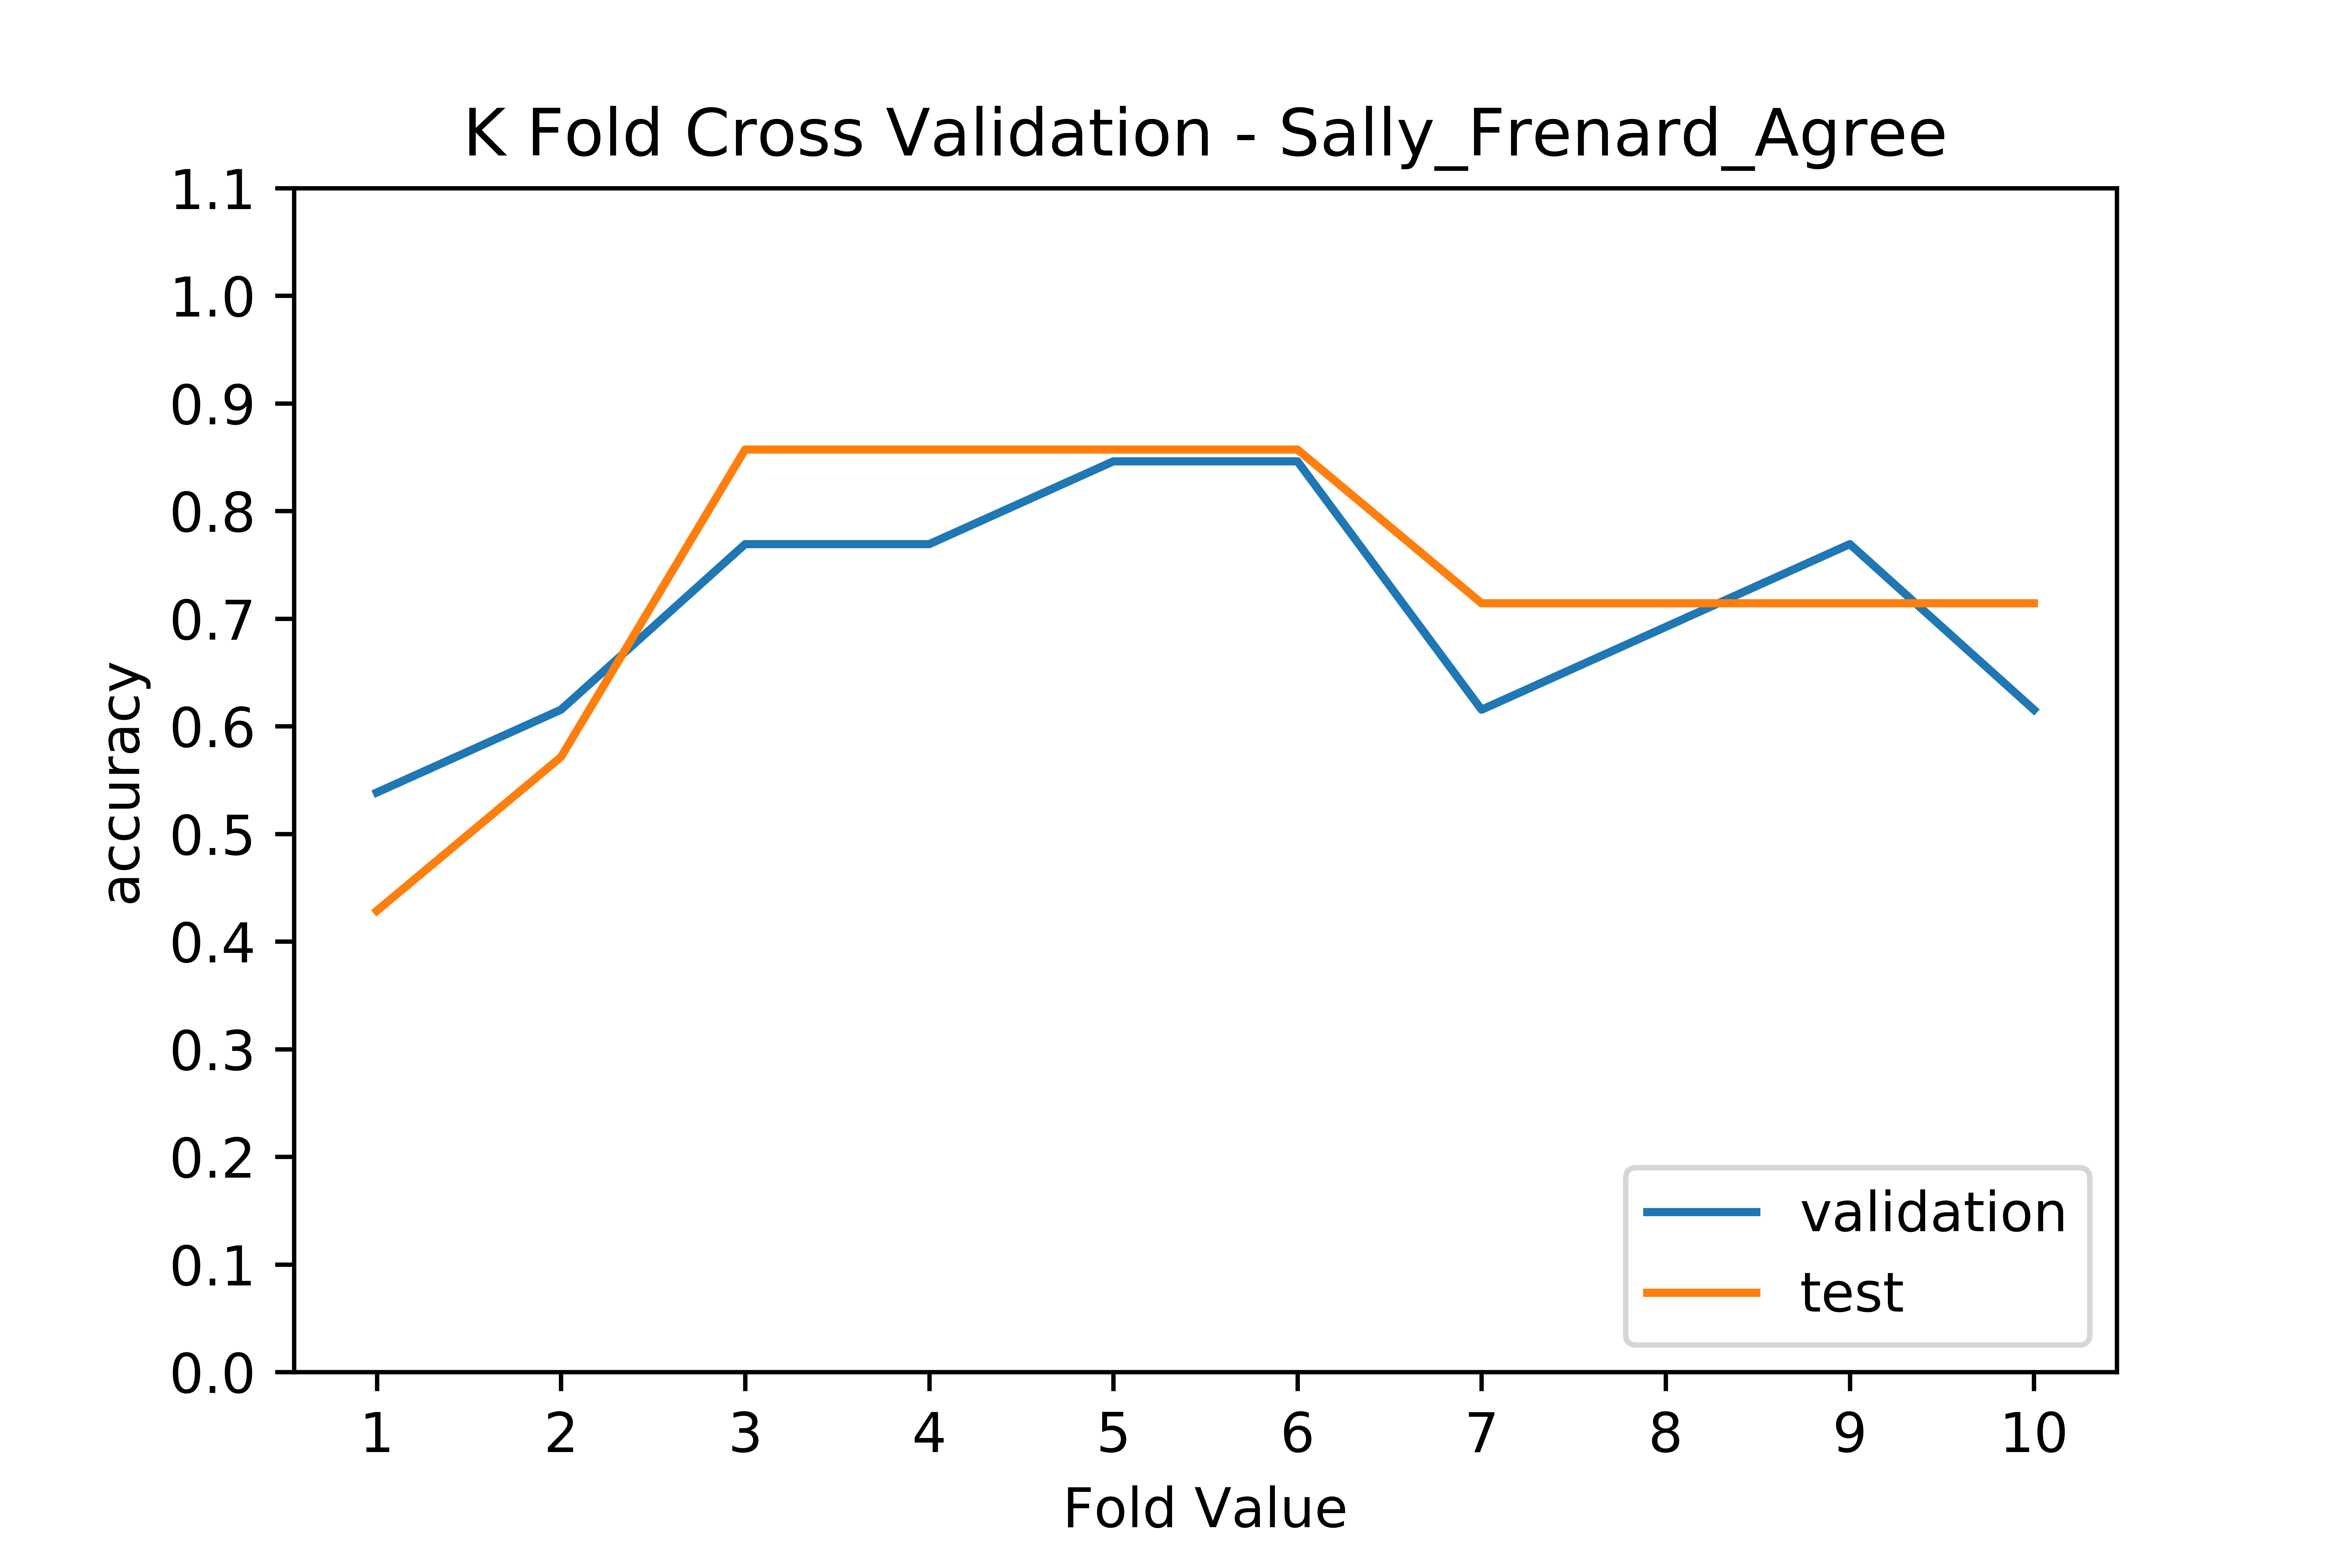 K Fold Cross Validation - Sally_Frenard_Agree
1.1
1.0
0.9
0.8
0.7
0.6
0.5
0.4
0.3
0.2
0.1
0.0
accuracy
validation
test
1 2 3 4 5 6 7 8 9 10
Fold Value